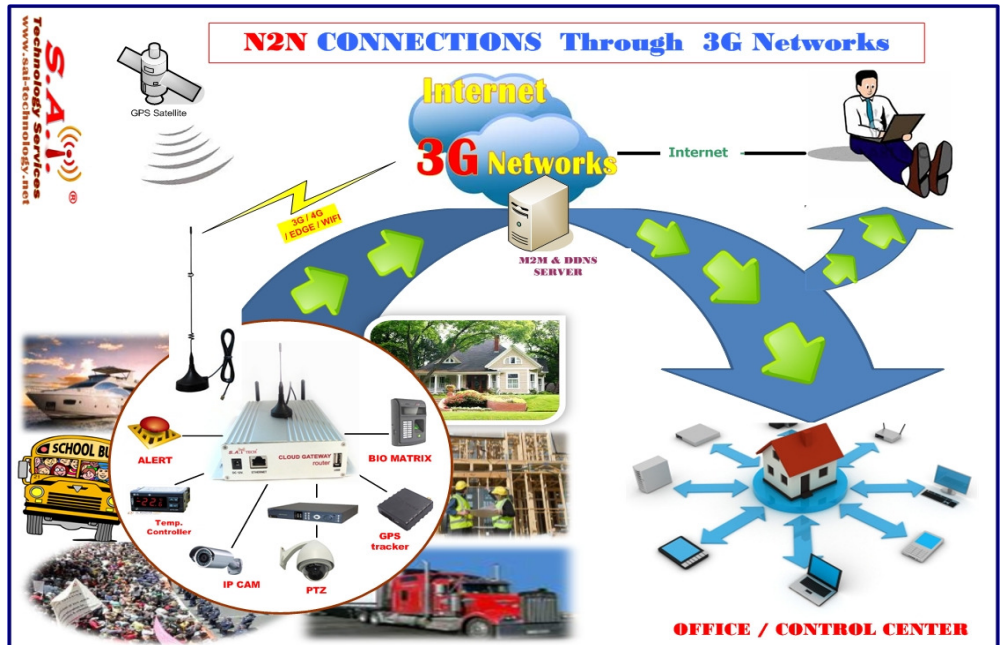 S.A.i.
®
Technology Services
www.sai-technology.net
N2N CONNECTIONS Through 3G Networks
GPS Satellite
Internet
3G Networks
Internet
3G / 4G
/ EDGE / WIFI
M2M & DDNS
SERVER
SCHOOL BU
ALERT
S.A.I TECH
CLOUD GATEWAY
router
ETHERNET
BIO MATRIX
Temp.
Controller
GPS
tracker
IP CAM
PTZ
OFFICE / CONTROL CENTER